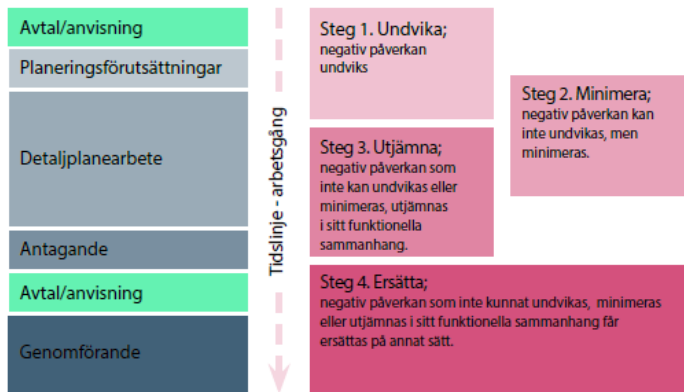 Avtal/anvisning
Planeringsförutsättningar
Detaljplanearbete
Antagande
Avtal/anvisning
Genomförande
Tidslinje - arbetsgång
Steg 1. Undvika;
negativ påverkan
undviks
Steg 2. Minimera;
negativ påverkan kan
inte undvikas, men
minimeras.
Steg 3. Utjämna;
negativ påverkan som
inte kan undvikas eller
minimeras, utjämnas
i sitt funktionella
sammanhang.
Steg 4. Ersätta;
negativ påverkan som inte kunnat undvikas, minimeras
eller utjämnas i sitt funktionella sammanhang får
ersättas på annat sätt.